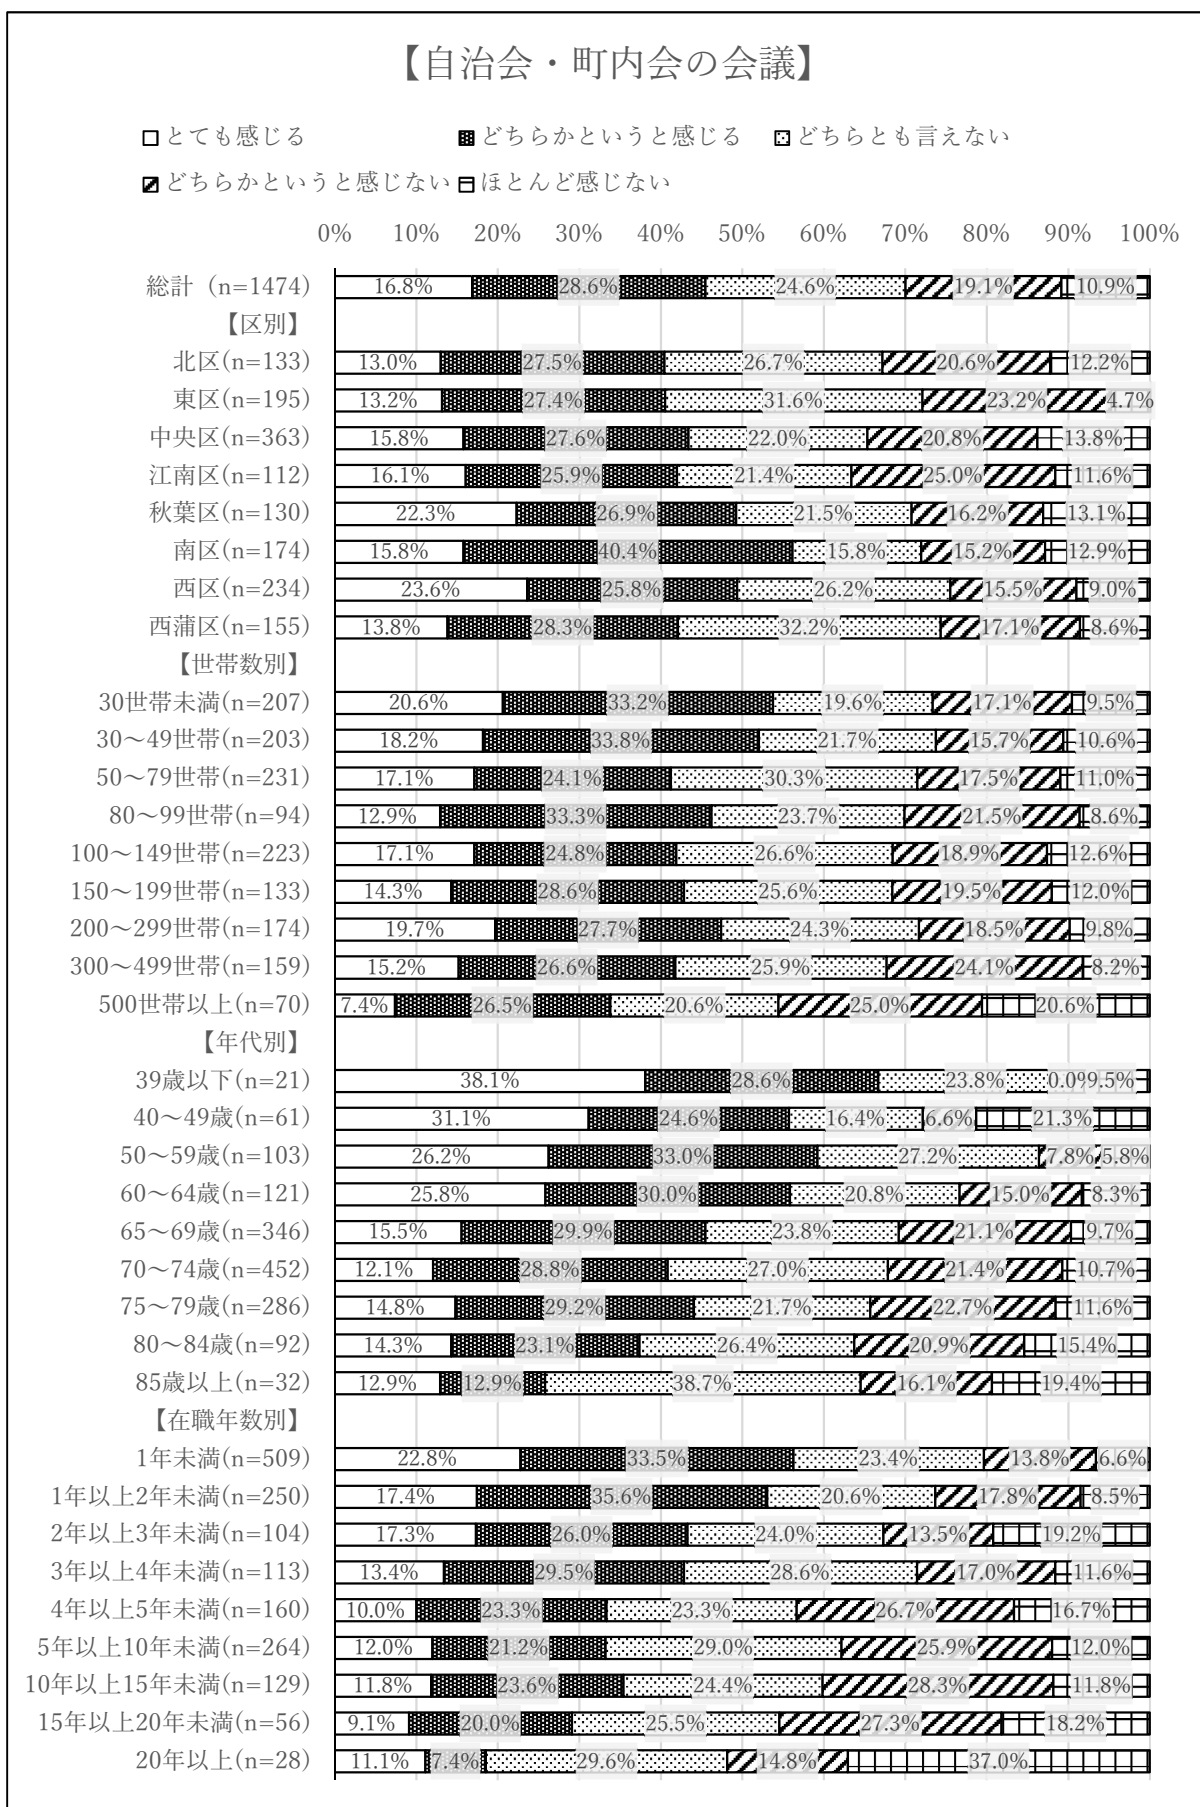 【自治会・町内会の会議】
とても感じる どちらかというと感じる どちらとも言えない
どちらかというと感じない ほとんど感じない
0% 10% 20% 30% 40% 50% 60% 70% 80% 90% 100%
総計（n=1474) 16.8% 28.6% 24.6% 19.1% 10.9%
【区別】
北区(n=133) 13.0% 27.5% 26.7% 20.6% 12.2%
東区(n=195) 13.2% 27.4% 31.6% 23.2% 4.7%
中央区(n=363) 15.8% 27.6% 22.0% 20.8% 13.8%
江南区(n=112) 16.1% 25.9% 21.4% 25.0% 11.6%
秋葉区(n=130) 22.3% 26.9% 21.5% 16.2% 13.1%
南区(n=174) 15.8% 40.4% 15.8% 15.2% 12.9%
西区(n=234) 23.6% 25.8% 26.2% 15.5% 9.0%
西蒲区(n=155) 13.8% 28.3% 32.2% 17.1% 8.6%
【世帯数別】
30世帯未満(n=207) 20.6% 33.2% 19.6% 17.1% 9.5%
30～49世帯(n=203) 18.2% 33.8% 21.7% 15.7% 10.6%
50～79世帯(n=231) 17.1% 24.1% 30.3% 17.5% 11.0%
80～99世帯(n=94) 12.9% 33.3% 23.7% 21.5% 8.6%
100～149世帯(n=223) 17.1% 24.8% 26.6% 18.9% 12.6%
150～199世帯(n=133) 14.3% 28.6% 25.6% 19.5% 12.0%
200～299世帯(n=174) 19.7% 27.7% 24.3% 18.5% 9.8%
300～499世帯(n=159) 15.2% 26.6% 25.9% 24.1% 8.2%
500世帯以上(n=70) 7.4% 26.5% 20.6% 25.0% 20.6%
【年代別】
39歳以下(n=21) 38.1% 28.6% 23.8% 0.0% 9.5%
40～49歳(n=61) 31.1% 24.6% 16.4% 6.6% 21.3%
50～59歳(n=103) 26.2% 33.0% 27.2% 7.8% 5.8%
60～64歳(n=121) 25.8% 30.0% 20.8% 15.0% 8.3%
65～69歳(n=346) 15.5% 29.9% 23.8% 21.1% 9.7%
70～74歳(n=452) 12.1% 28.8% 27.0% 21.4% 10.7%
75～79歳(n=286) 14.8% 29.2% 21.7% 22.7% 11.6%
80～84歳(n=92) 14.3% 23.1% 26.4% 20.9% 15.4%
85歳以上(n=32) 12.9% 12.9% 38.7% 16.1% 19.4%
【在職年数別】
1年未満(n=509) 22.8% 33.5% 23.4% 13.8% 6.6%
1年以上2年未満(n=250) 17.4% 35.6% 20.6% 17.8% 8.5%
2年以上3年未満(n=104) 17.3% 26.0% 24.0% 13.5% 19.2%
3年以上4年未満(n=113) 13.4% 29.5% 28.6% 17.0% 11.6%
4年以上5年未満(n=160) 10.0% 23.3% 23.3% 26.7% 16.7%
5年以上10年未満(n=264) 12.0% 21.2% 29.0% 25.9% 12.0%
10年以上15年未満(n=129) 11.8% 23.6% 24.4% 28.3% 11.8%
15年以上20年未満(n=56) 9.1% 20.0% 25.5% 27.3% 18.2%
20年以上(n=28) 11.1% 7.4% 29.6% 14.8% 37.0%